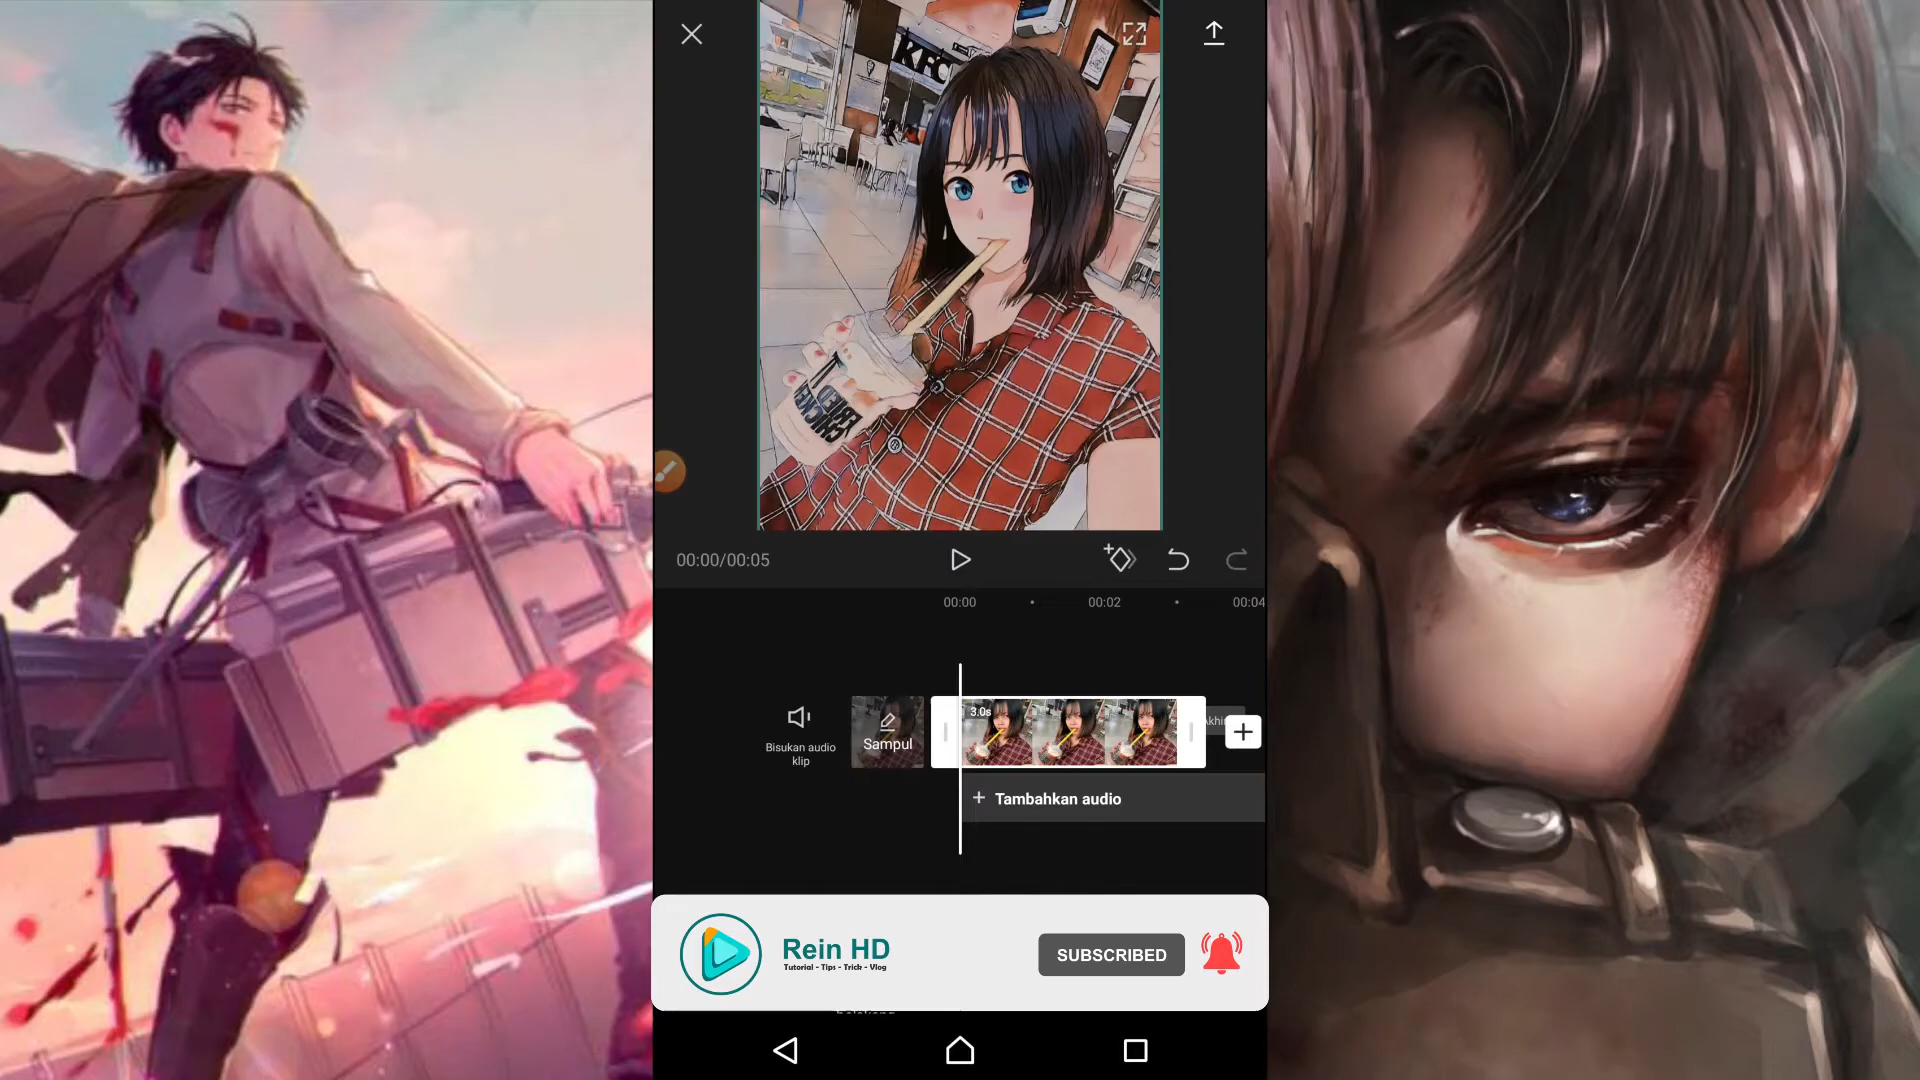 KFC
00:00/00:05
00:00
00:02
00:04
3.0s
Sampul
Bisukan audio
klip
+ Tambahkan audio
Rein HD
Tutorial - Tips - Trick - Vlog
SUBSCRIBED